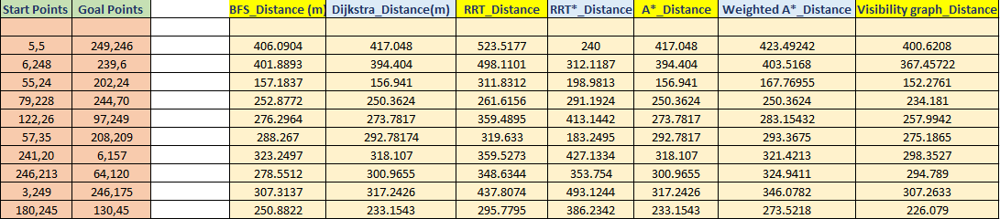 Start Points Goal Points BFS_Distance (m) Dijkstra_Distance(m) RRT_Distance RRT*_Distance A*_Distance Weighted A*_Distance Visibility graph_Distance
5,5 249,246 406.0904 417.048 523.5177 240 417.048 423.49242 400.6208
6,248 239,6 401.8893 394.404 498.1101 312.1187 394.404 403.5168 367.45722
55,24 202,24 157.1837 156.941 311.8312 198.9813 156.941 167.76955 152.2761
79,228 244,70 252.8772 250.3624 261.6156 291.1924 250.3624 250.3624 234.181
122,26 97,249 276.2964 273.7817 359.4895 413.1442 273.7817 283.15432 257.9942
57,35 208,209 288.267 292.78174 319.633 183.2495 292.7817 293.3675 275.1865
241,20 6,157 323.2497 318.107 359.5273 427.1334 318.107 321.4213 298.3527
246,213 64,120 278.5512 300.9655 348.6344 353.754 300.9655 324.9411 294.789
3,249 246,175 307.3137 317.2426 437.8074 493.1244 317.2426 346.0782 307.2633
180,245 130,45 250.8822 233.1543 295.7795 386.2342 233.1543 273.5218 226.079